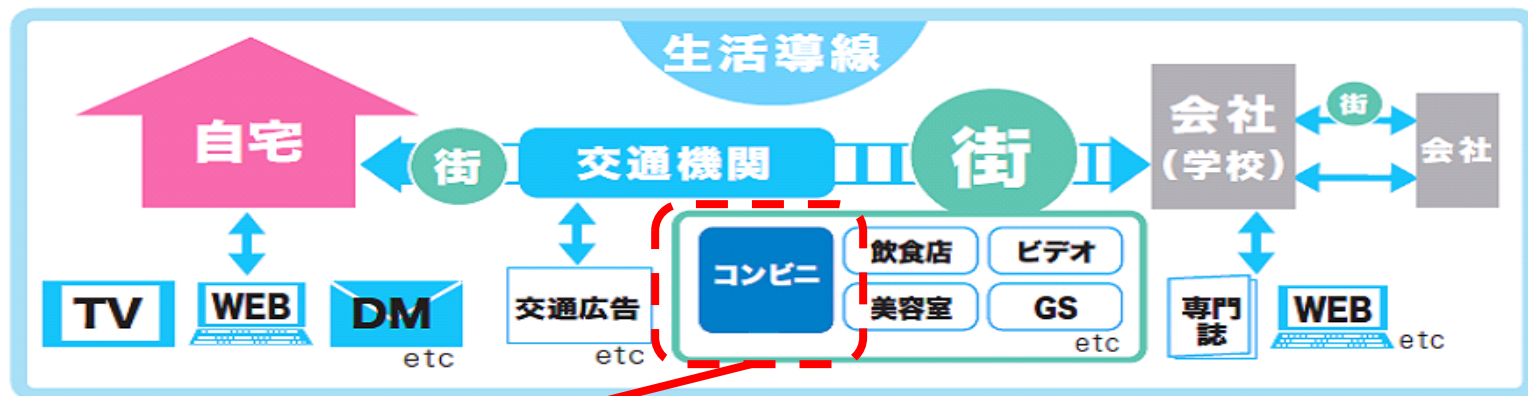 生活導線
自宅
街
交通機関
街
会社
(学校)
街
会社
TV
WEB
DM
etc
交通広告
etc
コンビニ
飲食店
ビデオ
美容室
GS
etc
専門
誌
WEB
etc